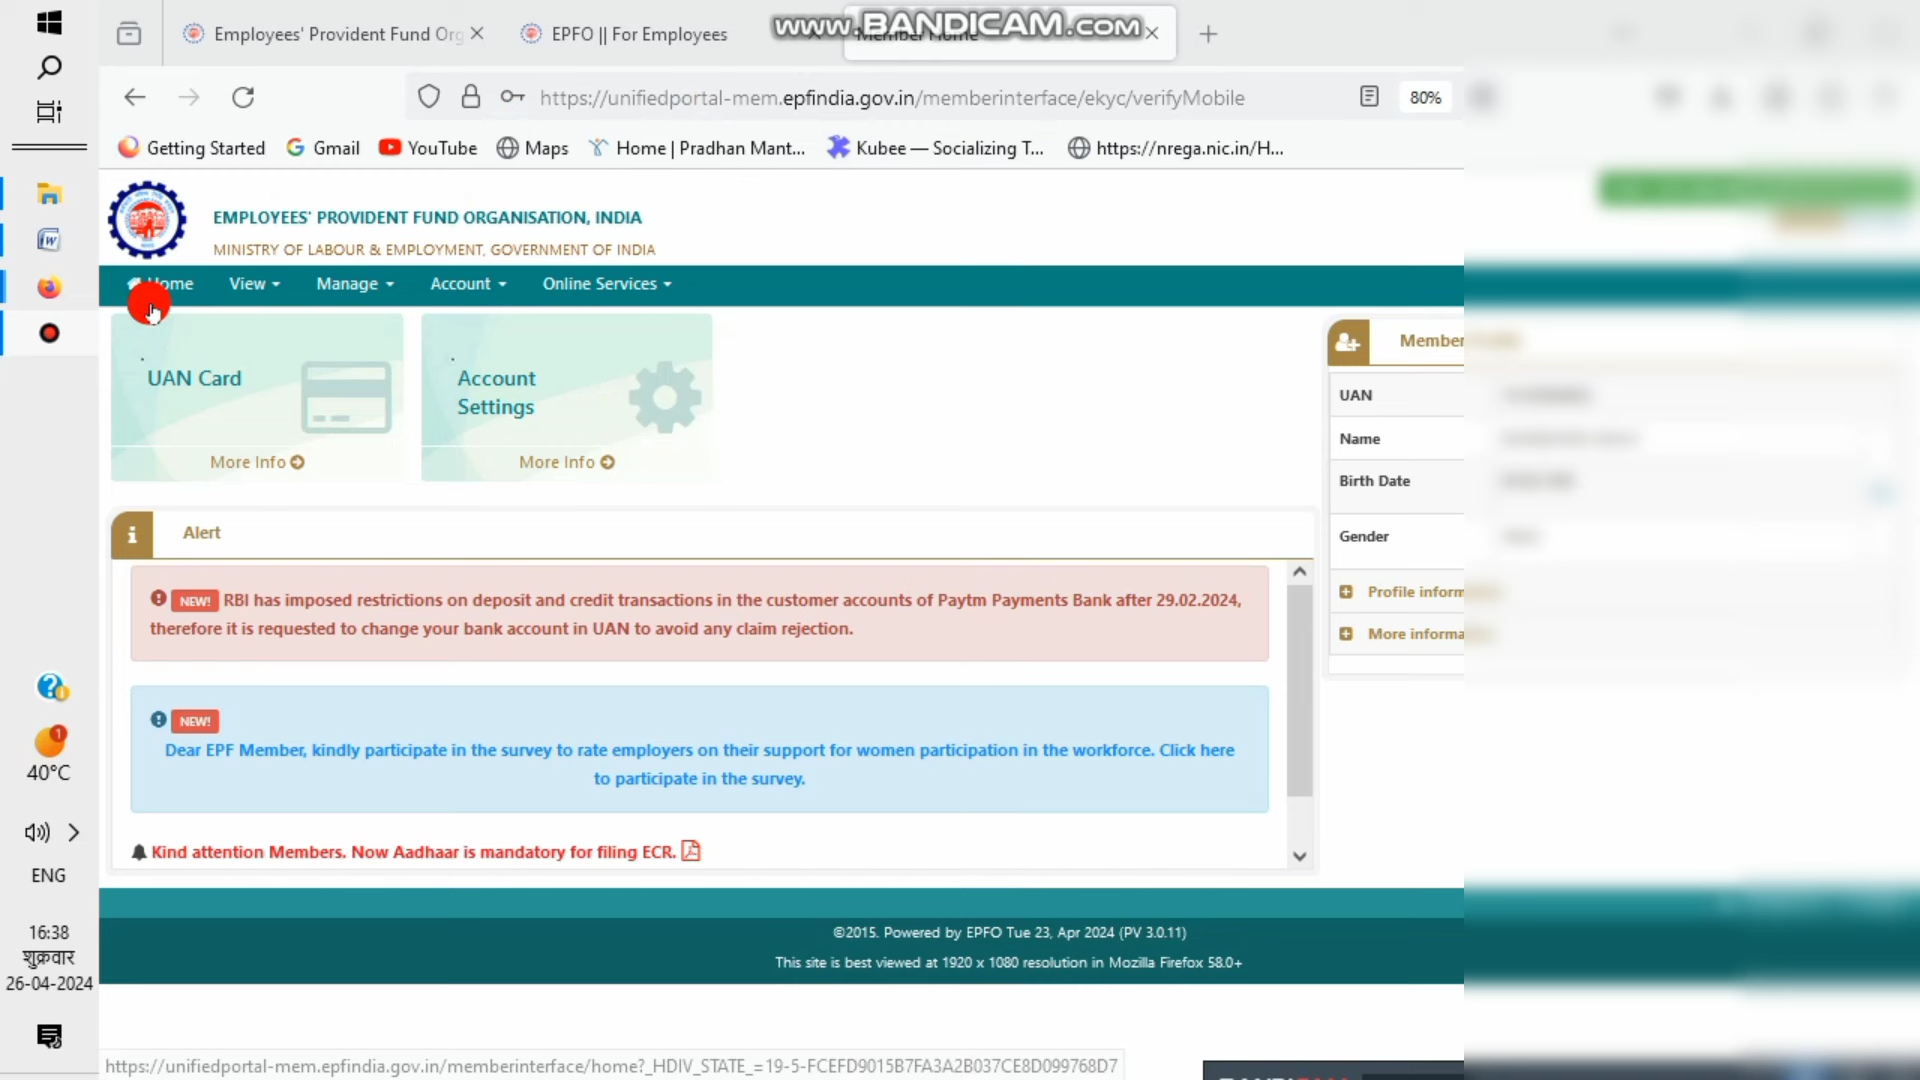 Employees' Provident Fund Org
EPFO || For Employees
www.BANDICAM.com
Member Home
https://unifiedportal-mem.epfindia.gov.in/memberinterface/ekyc/verifyMobile
80%
Getting Started
Gmail
YouTube
Maps
Home | Pradhan Mant...
Kubee — Socializing T...
https://nrega.nic.in/H...
EMPLOYEES' PROVIDENT FUND ORGANISATION, INDIA
MINISTRY OF LABOUR & EMPLOYMENT, GOVERNMENT OF INDIA
Home
View
Manage
Account
Online Services
UAN Card
More Info
Account
Settings
More Info
Member
UAN
Name
Birth Date
Gender
Profile inform
More informa
Alert
NEW! RBI has imposed restrictions on deposit and credit transactions in the customer accounts of Paytm Payments Bank after 29.02.2024,
therefore it is requested to change your bank account in UAN to avoid any claim rejection.
NEW!
Dear EPF Member, kindly participate in the survey to rate employers on their support for women participation in the workforce. Click here
to participate in the survey.
Kind attention Members. Now Aadhaar is mandatory for filing ECR.
©2015. Powered by EPFO Tue 23, Apr 2024 (PV 3.0.11)
This site is best viewed at 1920 x 1080 resolution in Mozilla Firefox 58.0+
https://unifiedportal-mem.epfindia.gov.in/memberinterface/home?_HDIV_STATE_=19-5-FCEFD9015B7FA3A2B037CE8D099768D7
1
40°C
ENG
16:38
शुक्रवार
26-04-2024